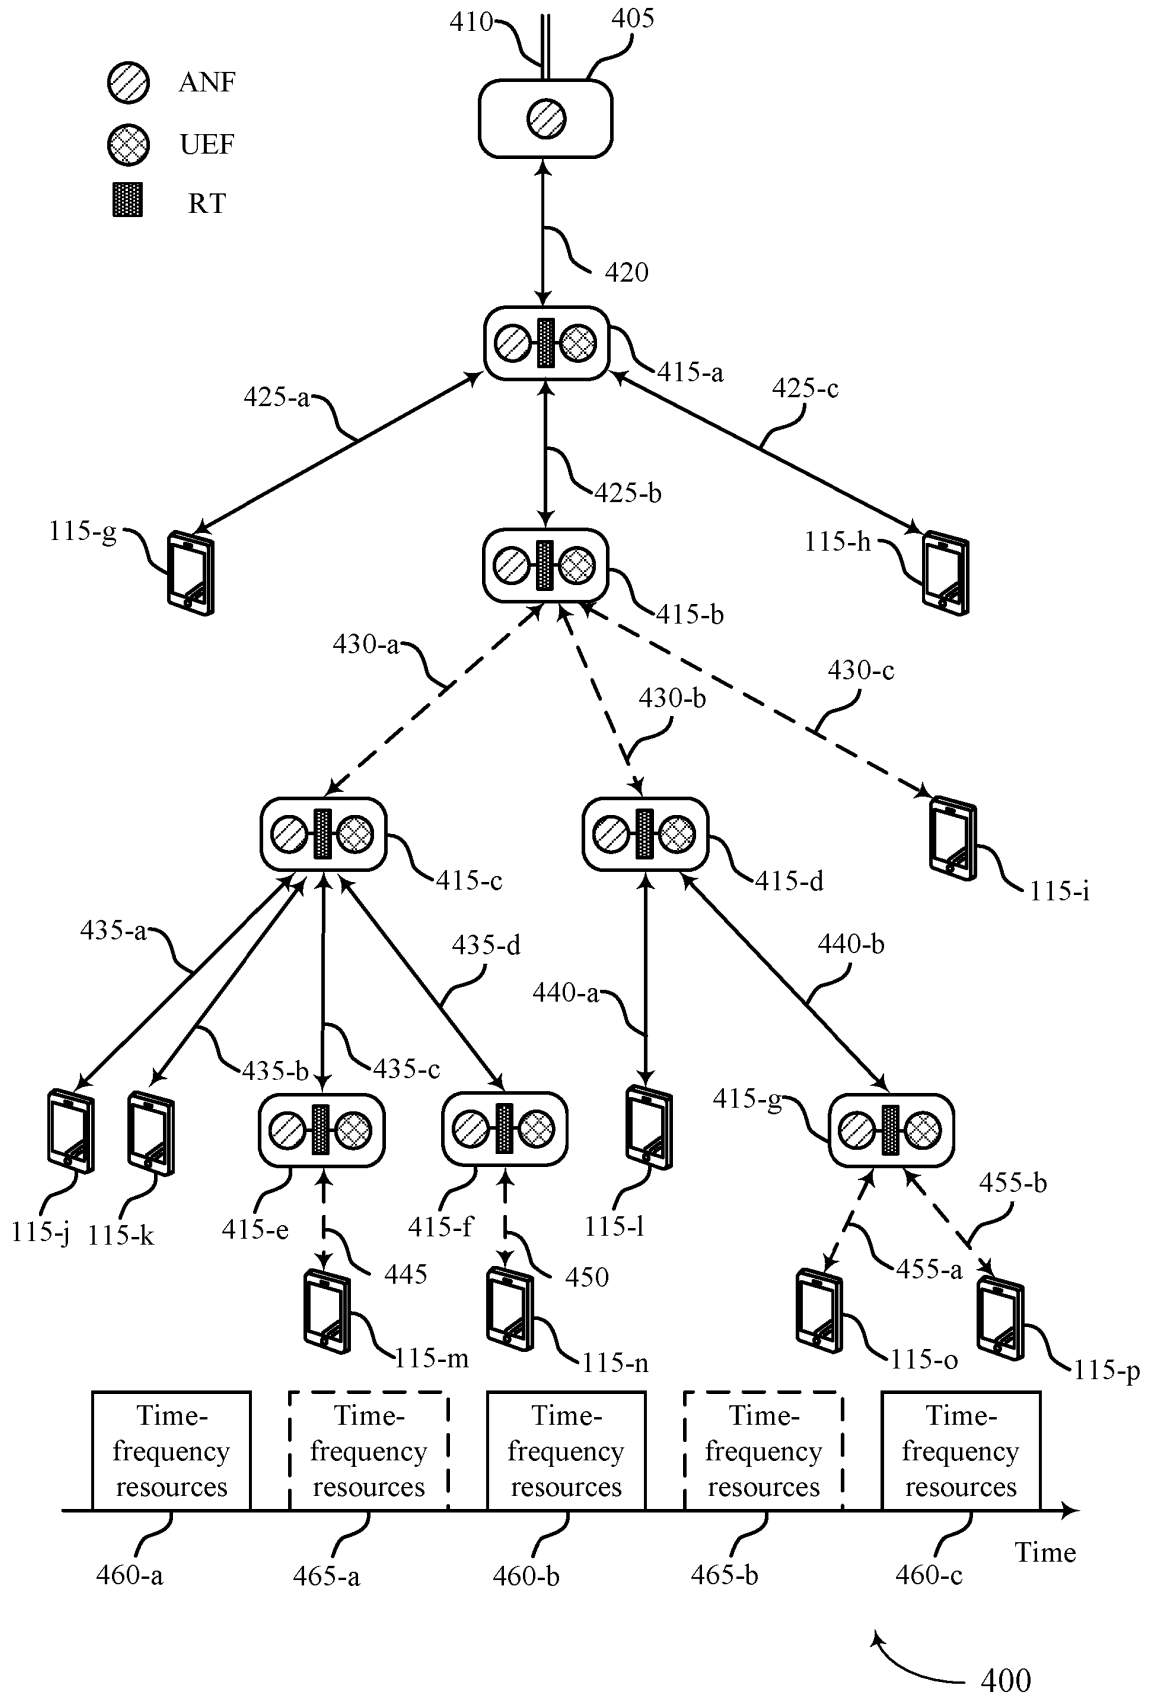 410
405
ANF
UEF
RT
420
415-a
425-a
425-c
425-b
115-g
115-h
415-b
430-a
430-c
430-b
415-c
415-d
115-i
435-a
435-d
440-b
440-a
435-b
435-c
415-g
115-j
115-k
415-e
415-f
115-l
455-b
445
450
455-a
115-m
115-n
115-o
115-p
Time-
frequency
resources
Time-
frequency
resources
Time-
frequency
resources
Time-
frequency
resources
Time-
frequency
resources
Time
460-a
465-a
460-b
465-b
460-c
400